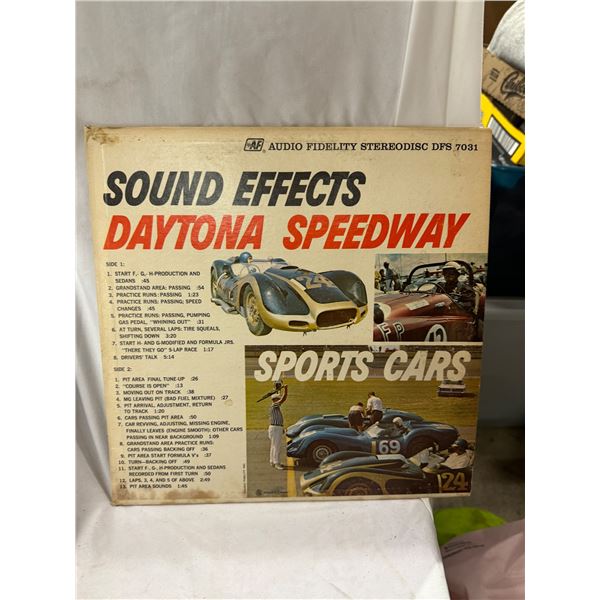 AF AUDIO FIDELITY STEREODISC DFS 7031
SOUND EFFECTS
DAYTONA SPEEDWAY
SIDE 1:
1. START F.- G.- H-PRODUCTION AND
SEDANS :45
2. GRANDSTAND AREA: PASSING :54
3. PRACTICE RUNS: PASSING 1:23
4. PRACTICE RUNS: PASSING; SPEED
CHANGES :45
5. PRACTICE RUNS: PASSING, PUMPING
GAS PEDAL, "WHINING OUT" :31
6. AT TURN, SEVERAL LAPS: TIRE SQUEALS,
SHIFTING DOWN 3:20
7. START H- AND G-MODIFIED AND FORMULA JRS.
"THERE THEY GO" 5-LAP RACE 1:17
8. DRIVERS' TALK 5:14
SIDE 2:
1. PIT AREA FINAL TUNE-UP :26
2. "COURSE IS OPEN" :13
3. MOVING OUT ON TRACK :38
4. MG LEAVING PIT (BAD FUEL MIXTURE) :27
5. PIT ARRIVAL, ADJUSTMENT, RETURN
TO TRACK 1:20
6. CARS PASSING PIT AREA :50
7. CAR REVVING, ADJUSTING, MISSING ENGINE,
FINALLY LEAVES (ENGINE SMOOTH); OTHER CARS
PASSING IN NEAR BACKGROUND 1:09
8. GRANDSTAND AREA PRACTICE RUNS:
CARS PASSING BACKING OFF :36
9. PIT AREA START FORMULA V's :37
10. TURN—BACKING OFF :49
11. START F., G., H-PRODUCTION AND SEDANS
RECORDED FROM FIRST TURN :50
12. LAPS, 3, 4, AND 5 OF ABOVE 2:49
13. PIT AREA SOUNDS 1:45
24
SPORTS CARS
69
24